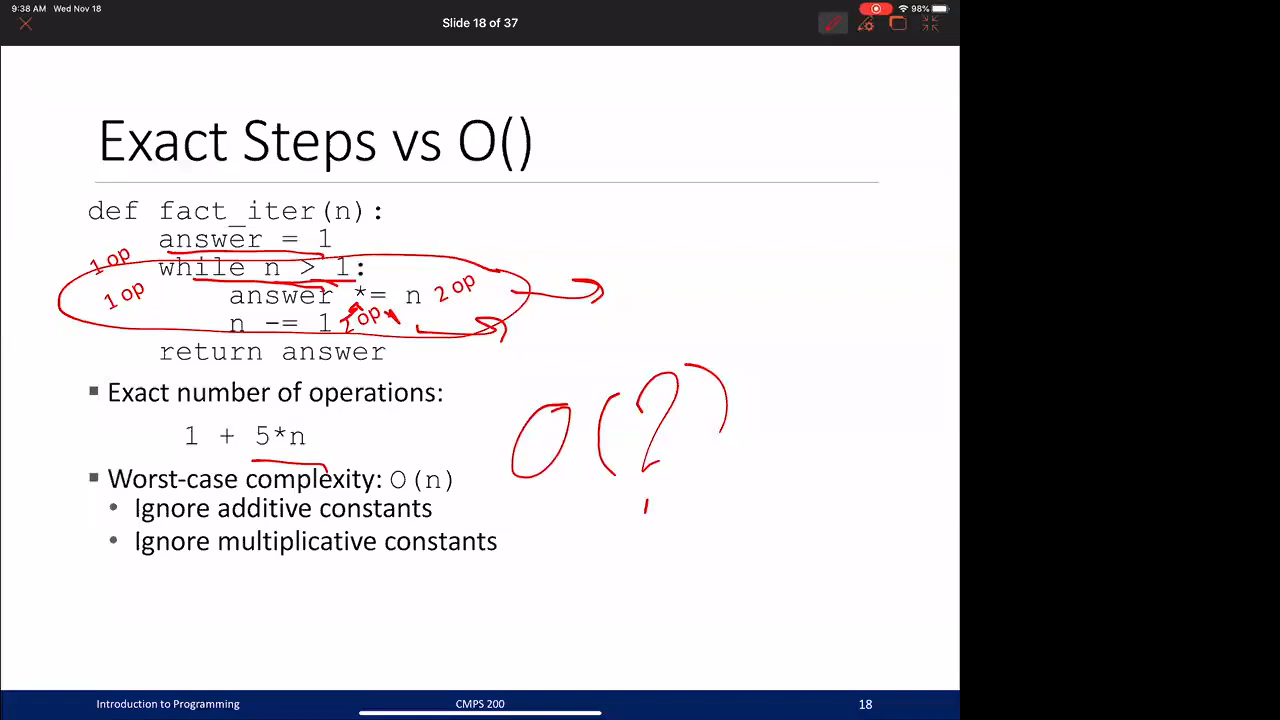 9:38 AM Wed Nov 18
Slide 18 of 37
98%
Exact Steps vs O()
def fact_iter(n):
answer = 1
1 op
while n > 1:
1 op
answer *= n 2 op
n -= 1 2 op
return answer
▪ Exact number of operations:
1 + 5*n
O(?)
▪ Worst-case complexity: O(n)
• Ignore additive constants
• Ignore multiplicative constants
Introduction to Programming
CMPS 200
18